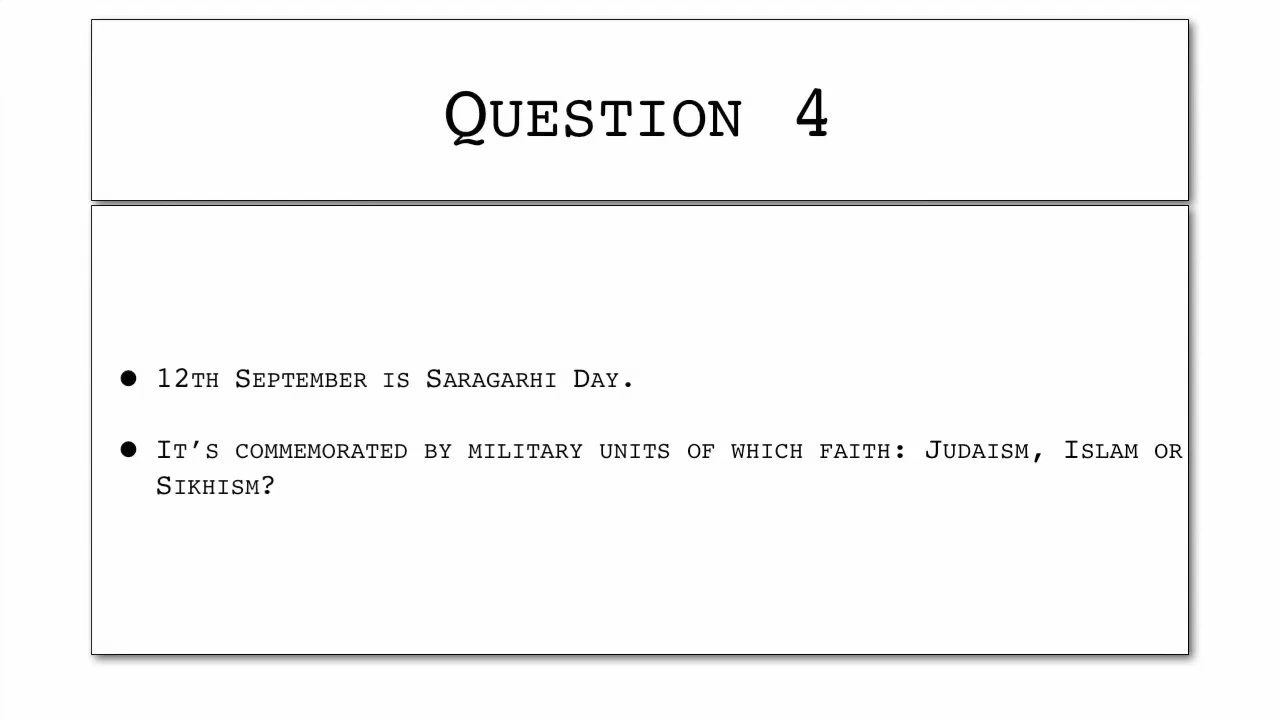 Question 4
● 12th September is Saragarhi Day.
● It’s commemorated by military units of which faith: Judaism, Islam or
Sikhism?